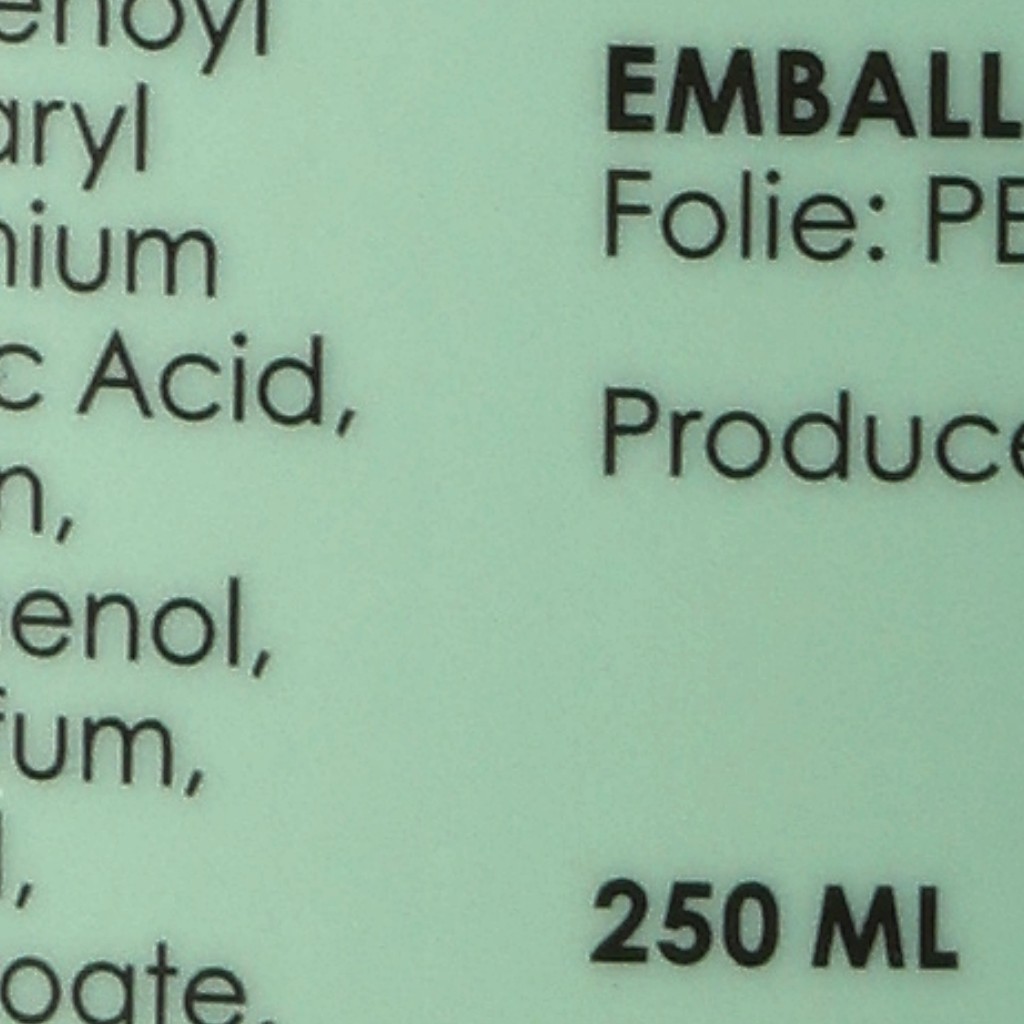 enoyl
aryl
nium
c Acid,
n,
enol,
fum,
l,
oate,
EMBALL
Folie: PE
Produce
250 ML